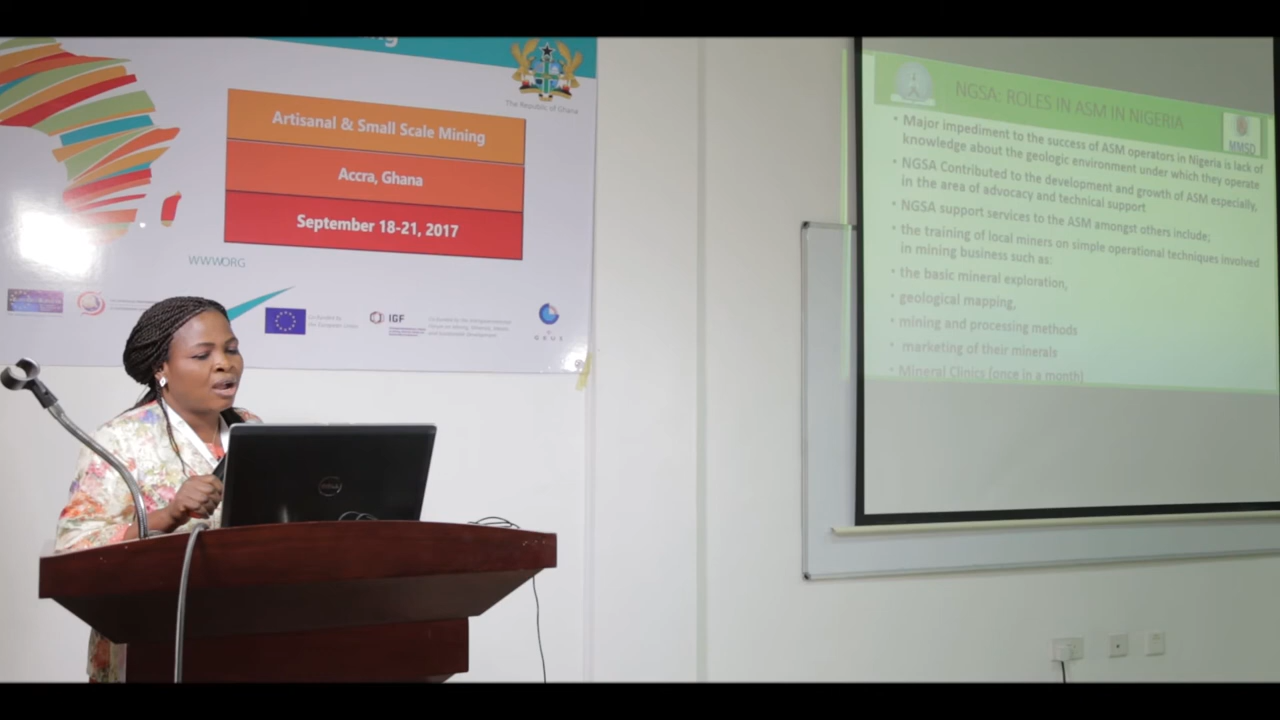 The Republic of Ghana
Artisanal & Small Scale Mining
Accra, Ghana
September 18-21, 2017
WWW.ORG
IGF
GEUS
DELL
NGSA: ROLES IN ASM IN NIGERIA
MMSD
• Major impediment to the success of ASM operators in Nigeria is lack of
knowledge about the geologic environment under which they operate
• NGSA Contributed to the development and growth of ASM especially,
in the area of advocacy and technical support
• NGSA support services to the ASM amongst others include;
• the training of local miners on simple operational techniques involved
in mining business such as:
• the basic mineral exploration,
• geological mapping,
• mining and processing methods
• marketing of their minerals
• Mineral Clinics (once in a month)